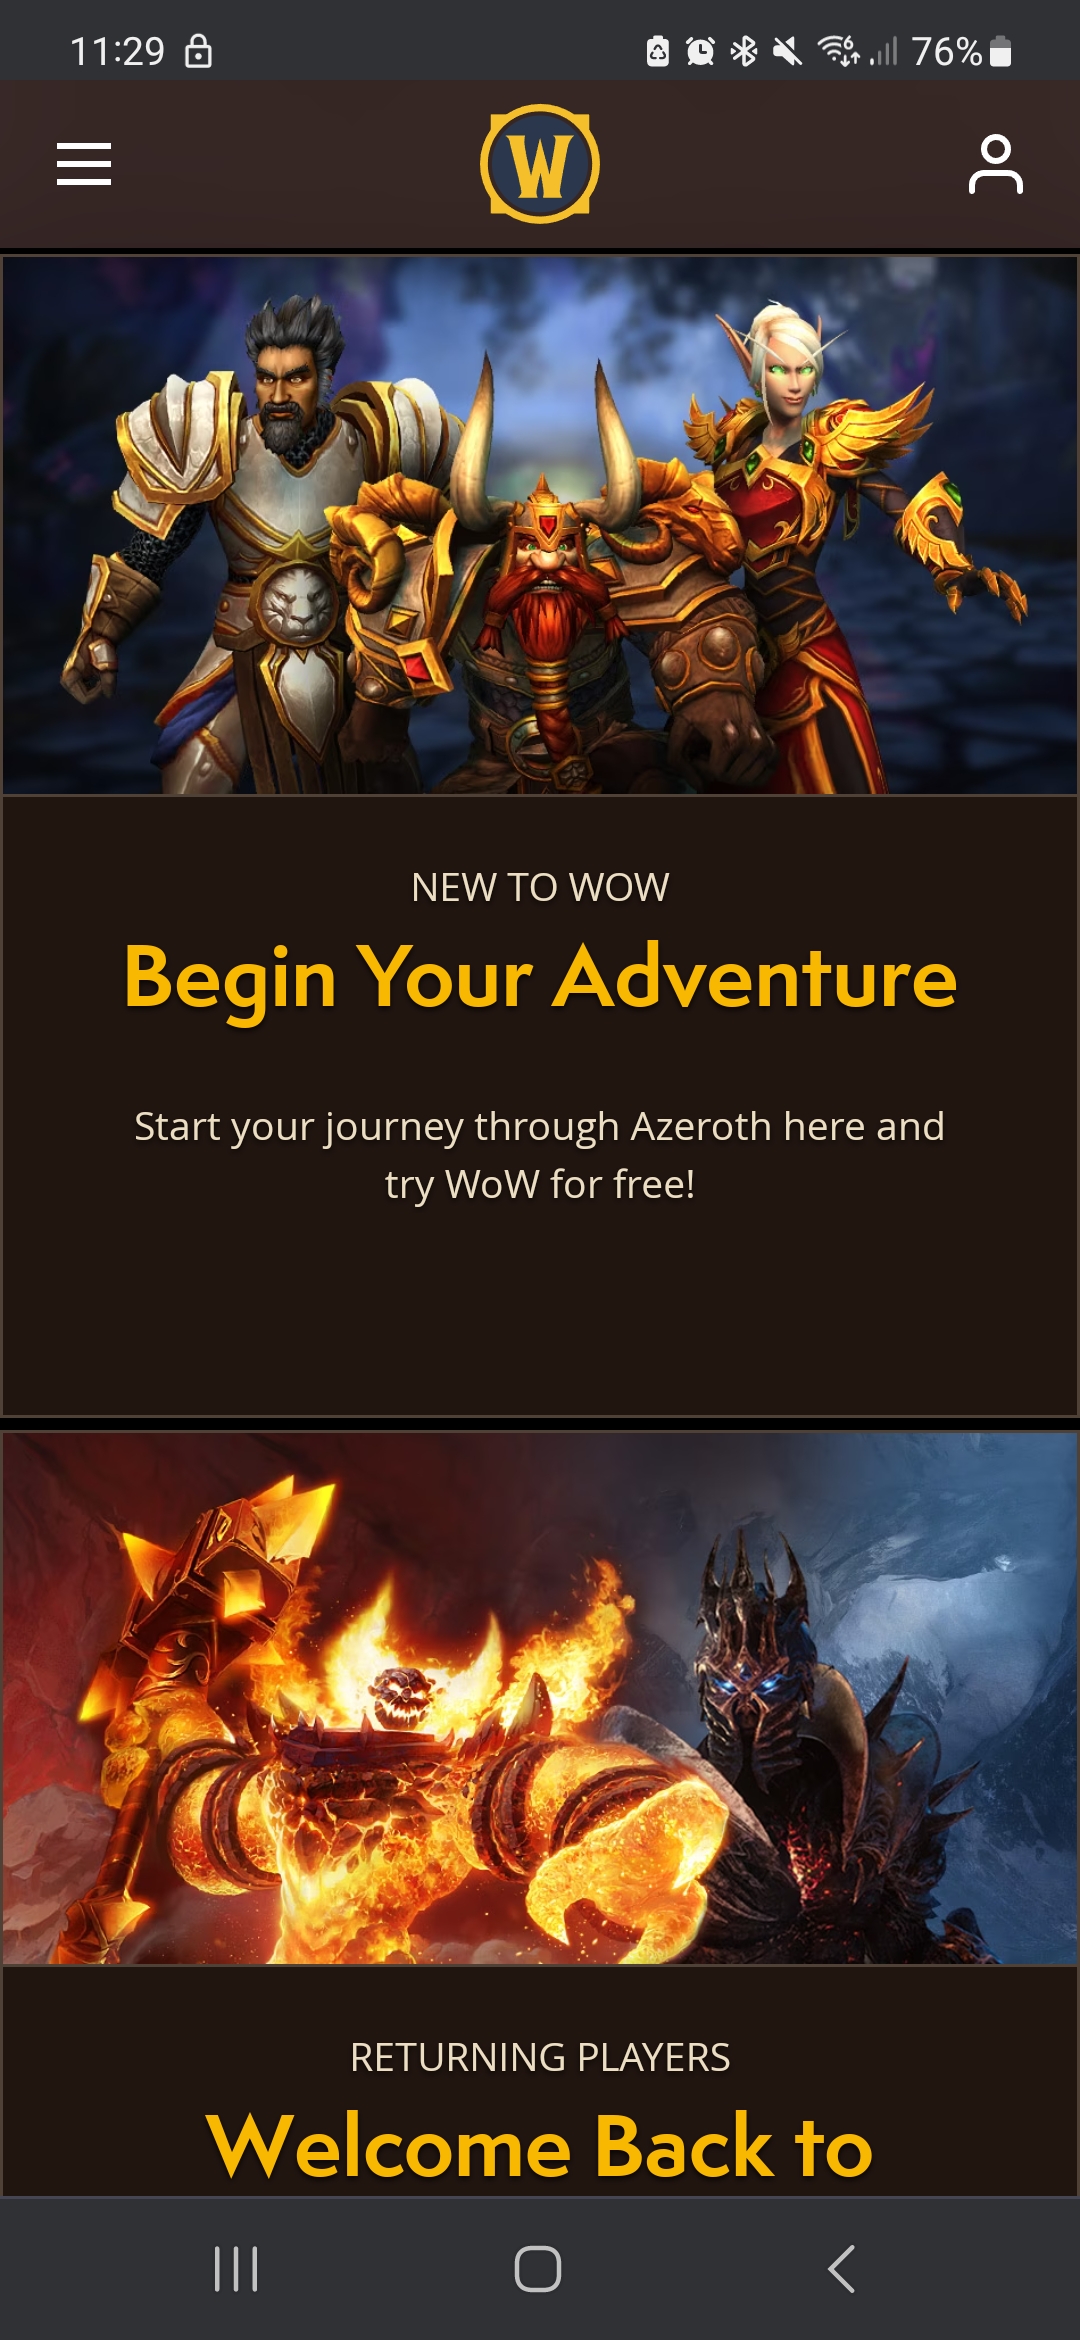 11:29
76%
W
NEW TO WOW
Begin Your Adventure
Start your journey through Azeroth here and
try WoW for free!
RETURNING PLAYERS
Welcome Back to